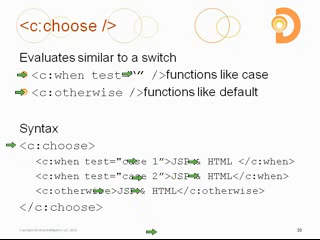 <c:choose />
Evaluates similar to a switch
<c:when test="" />functions like case
<c:otherwise />functions like default
Syntax
<c:choose>
<c:when test="case 1">JSP & HTML </c:when>
<c:when test="case 2">JSP & HTML</c:when>
<c:otherwise>JSP & HTML</c:otherwise>
</c:choose>